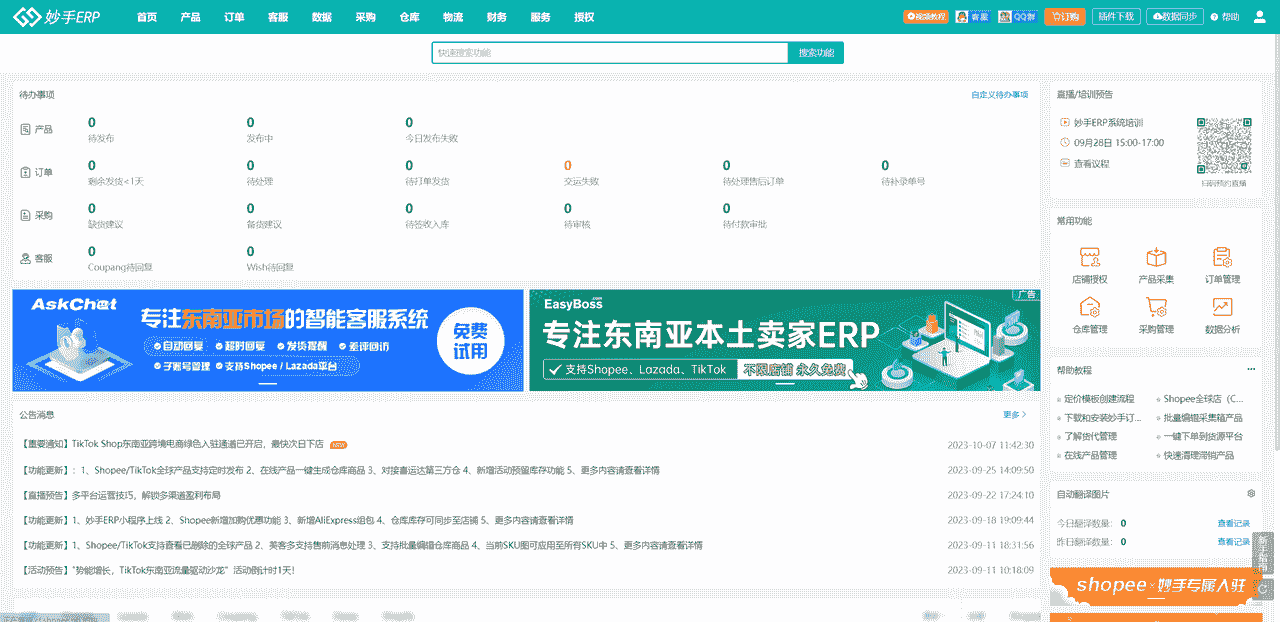 妙手ERP 首页 产品 订单 客服 数据 采购 仓库 物流 财务 服务 授权 视频教程 客服 QQ群 订购 插件下载 数据同步 帮助
快速搜索功能 搜索功能
待办事项 自定义待办事项
产品
0 待发布
0 发布中
0 今日发布失败
订单
0 剩余发货<1天
0 待处理
0 待打单发货
0 交运失败
0 待处理售后订单
0 待补录单号
采购
0 缺货建议
0 备货建议
0 待签收入库
0 待审核
0 待付款审批
客服
0 Coupang待回复
0 Wish待回复
AskChat
专注东南亚市场的智能客服系统
自动回复 超时回复 发货提醒 差评回访
子账号管理 支持Shopee / Lazada平台
免费试用
EasyBoss.com
广告
专注东南亚本土卖家ERP
支持Shopee、Lazada、TikTok 不限店铺 永久免费
公告消息 更多
【重要通知】TikTok Shop东南亚跨境电商绿色入驻通道已开启，最快次日下店 NEW 2023-10-07 11:42:30
【功能更新】：1、Shopee/TikTok全球产品支持定时发布 2、在线产品一键生成仓库商品 3、对接喜运达第三方仓 4、新增活动预留库存功能 5、更多内容请查看详情 2023-09-25 14:09:50
【直播预告】多平台运营技巧，解锁多渠道盈利布局 2023-09-22 17:24:10
【功能更新】1、妙手ERP小程序上线 2、Shopee新增加购优惠功能 3、新增AliExpress组包 4、仓库库存可同步至店铺 5、更多内容请查看详情 2023-09-18 19:09:44
【功能更新】1、Shopee/TikTok支持查看已删除的全球产品 2、英客多支持售前消息处理 3、支持批量编辑仓库商品 4、当前SKU图可应用至所有SKU中 5、更多内容请查看详情 2023-09-11 18:31:56
【活动预告】“势能增长，TikTok东南亚流量驱动沙龙”活动倒计时1天！ 2023-09-11 10:18:09
直播/培训预告
妙手ERP系统培训
09月28日 15:00-17:00
查看议程
扫码预约直播
常用功能
店铺授权 产品采集 订单管理
仓库管理 采购管理 数据分析
帮助教程
定价模板创建流程 Shopee全球店（C...
下载和安装妙手订... 批量编辑采集箱产品
了解货代管理 一键下单到货源平台
在线产品管理 快速清理滞销产品
自动翻译图片
今日翻译数量： 0 查看记录
昨日翻译数量： 0 查看记录
shopee × 妙手专属入驻